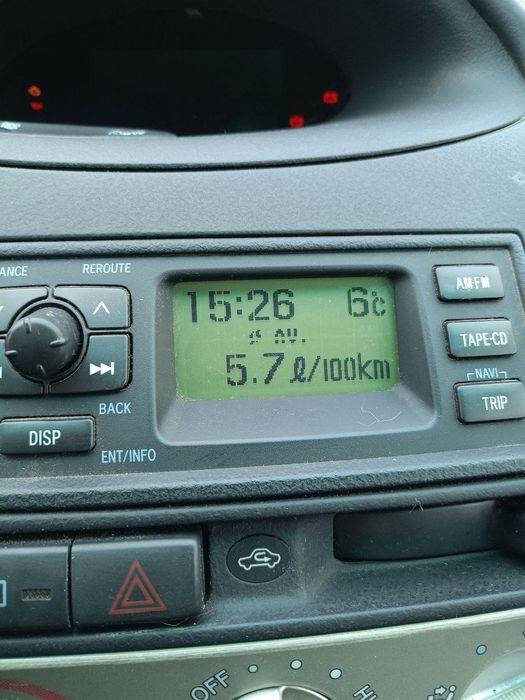 ANCE REROUTE
15:26 6°C
ø AV.
5.7 ℓ/100km
AM·FM
TAPE·CD
NAVI
TRIP
BACK
DISP
ENT/INFO
OFF
H